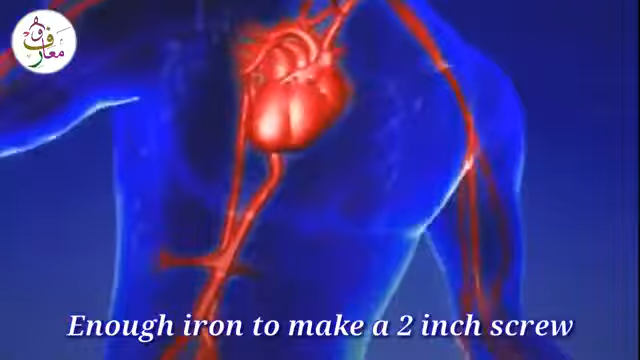 معارف و
Enough iron to make a 2 inch screw